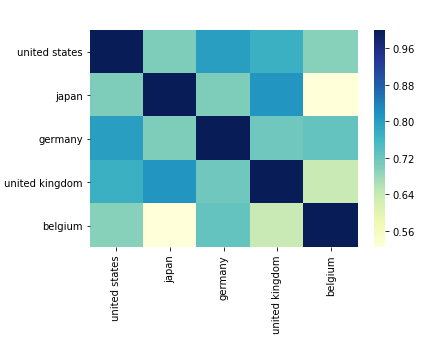 united states
japan
germany
united kingdom
belgium
united states
japan
germany
united kingdom
belgium
0.96
0.88
0.80
0.72
0.64
0.56